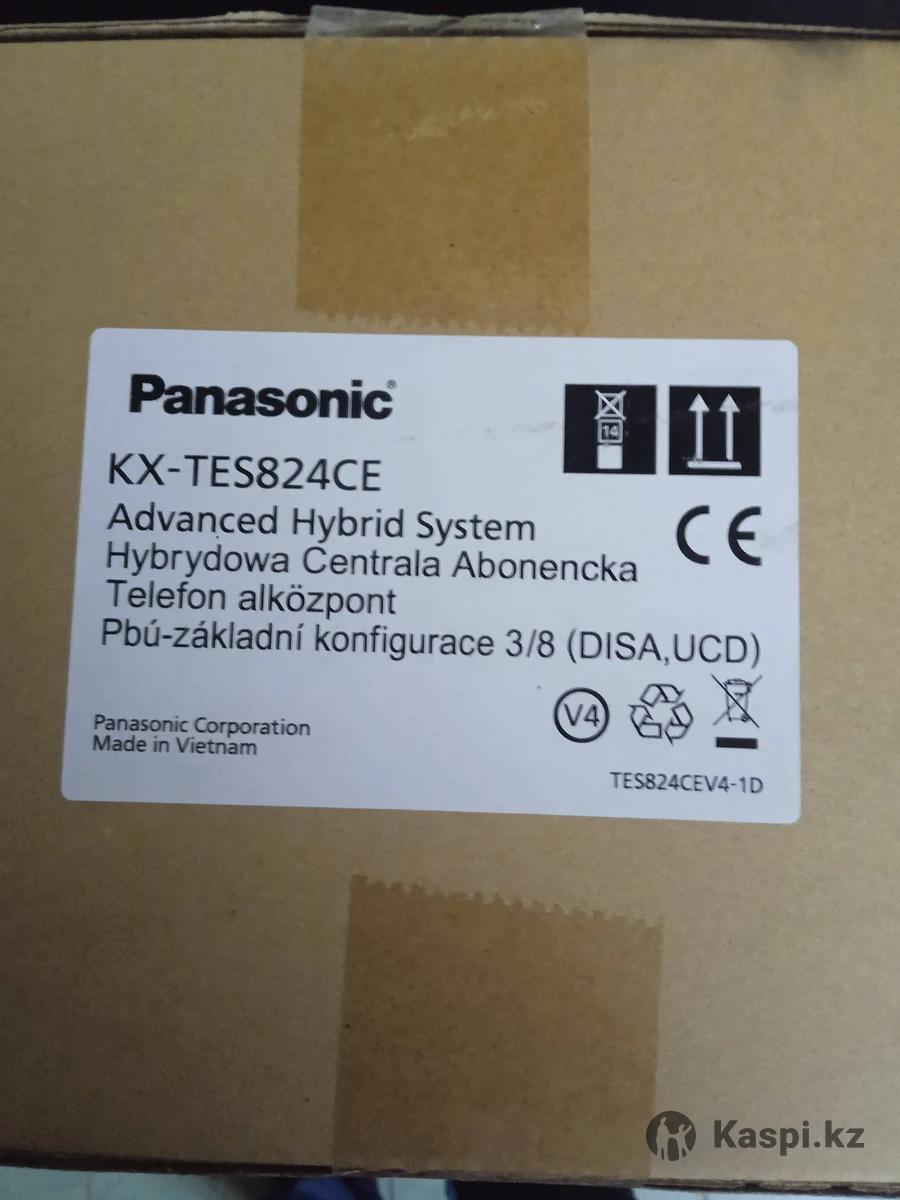 Panasonic®
14
KX-TES824CE
Advanced Hybrid System
CE
Hybrydowa Centrala Abonencka
Telefon alközpont
Pbú-základní konfigurace 3/8 (DISA,UCD)
V4
Panasonic Corporation
Made in Vietnam
TES824CEV4-1D
Kaspi.kz